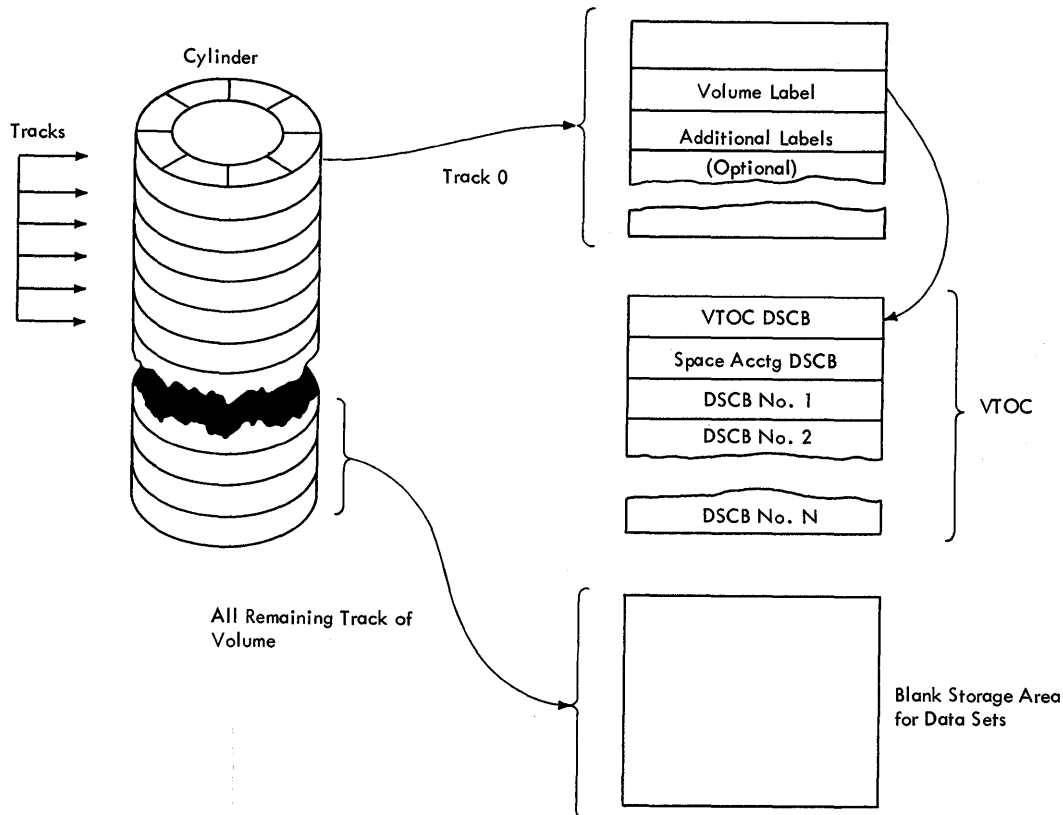 Cylinder
Tracks
Track 0
Volume Label
Additional Labels
(Optional)
VTOC DSCB
Space Acctg DSCB
DSCB No. 1
DSCB No. 2
DSCB No. N
VTOC
All Remaining Track of
Volume
Blank Storage Area
for Data Sets